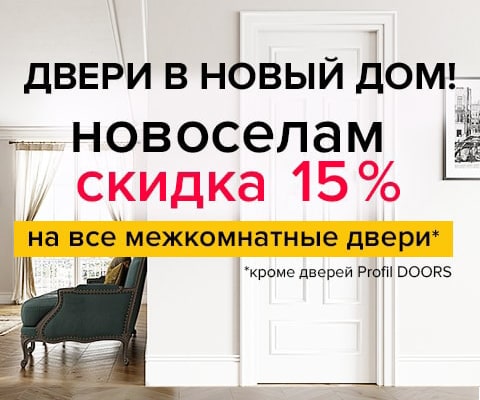 ДВЕРИ В НОВЫЙ ДОМ!
новоселам
скидка 15%
на все межкомнатные двери*
*кроме дверей Profil DOORS